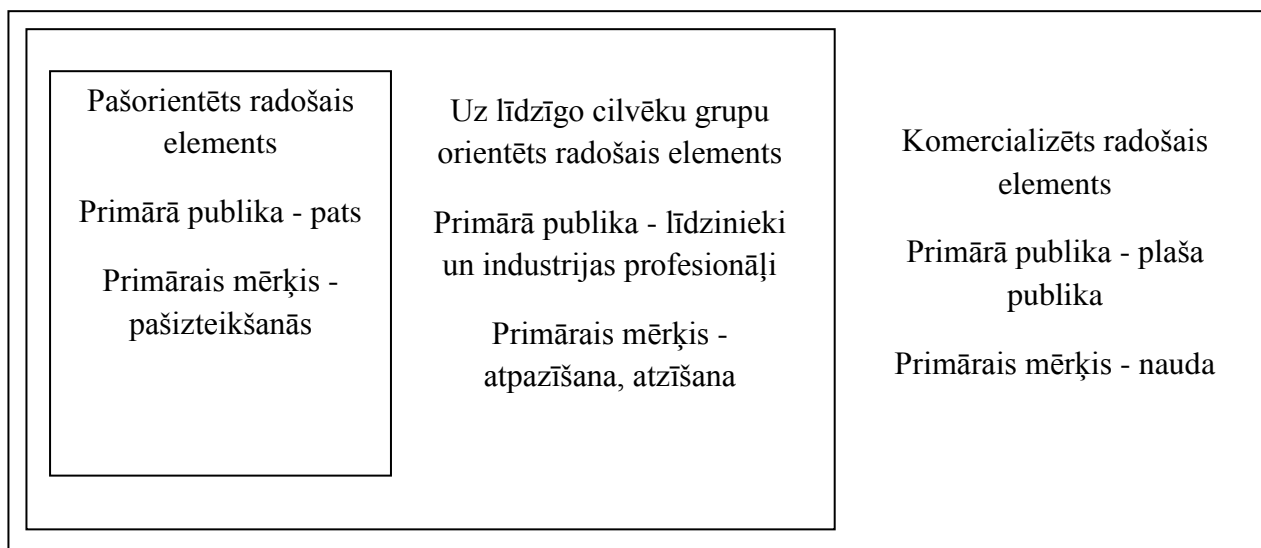 Pašorientēts radošais
elements
Primārā publika - pats
Primārais mērķis -
pašizteikšanās
Uz līdzīgo cilvēku grupu
orientēts radošais elements
Primārā publika - līdzinieki
un industrijas profesionāļi
Primārais mērķis -
atpazīšana, atzīšana
Komercializēts radošais
elements
Primārā publika - plaša
publika
Primārais mērķis - nauda